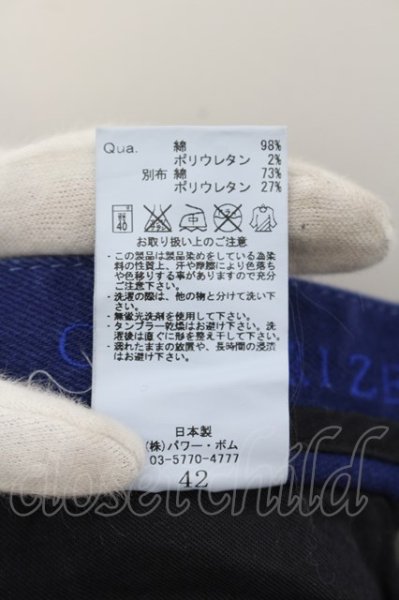 Qua. 綿 98%
ポリウレタン 2%
別布 綿 73%
ポリウレタン 27%
弱
40
お取り扱い上のご注意
・この製品は製品染めをしている為染
料の性質上、汗や摩擦により色落ち
や色移りする事がありますので充分
ご注意下さい。
・洗濯の際は、他の物と分けて洗い下
さい。
・無蛍光洗剤を使用して下さい。
・タンブラー乾燥はお避け下さい。洗
濯後は直ぐに形を整え干して下さい。
・濡れたままの放置や、長時間の浸漬
はお避け下さい。
日本製
(株)パワー・ボム
03-5770-4777
42
closet child